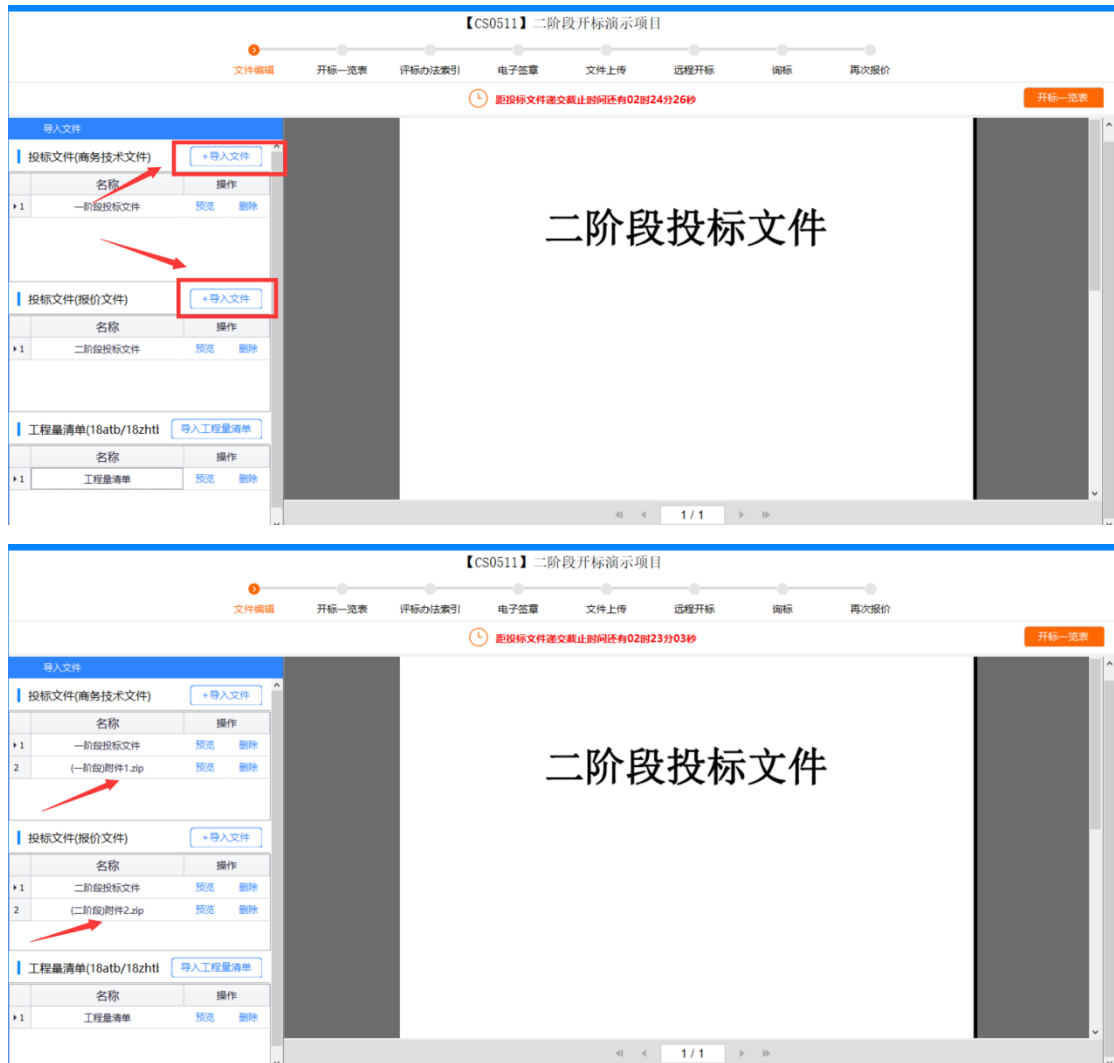 【CS0511】二阶段开标演示项目
文件编辑 开标一览表 评标办法索引 电子签章 文件上传 远程开标 询标 再次报价
距投标文件递交截止时间还有02时24分26秒 开标一览表
导入文件
投标文件(商务技术文件) +导入文件
名称 操作
1 一阶段投标文件 预览 删除
二阶段投标文件
投标文件(报价文件) +导入文件
名称 操作
1 二阶段投标文件 预览 删除
工程量清单(18atb/18zhtl 导入工程量清单
名称 操作
1 工程量清单 预览 删除
1 / 1
【CS0511】二阶段开标演示项目
文件编辑 开标一览表 评标办法索引 电子签章 文件上传 远程开标 询标 再次报价
距投标文件递交截止时间还有02时23分03秒 开标一览表
导入文件
投标文件(商务技术文件) +导入文件
名称 操作
1 一阶段投标文件 预览 删除
2 (一阶段)附件1.zip 预览 删除
二阶段投标文件
投标文件(报价文件) +导入文件
名称 操作
1 二阶段投标文件 预览 删除
2 (二阶段)附件2.zip 预览 删除
工程量清单(18atb/18zhtl 导入工程量清单
名称 操作
1 工程量清单 预览 删除
1 / 1